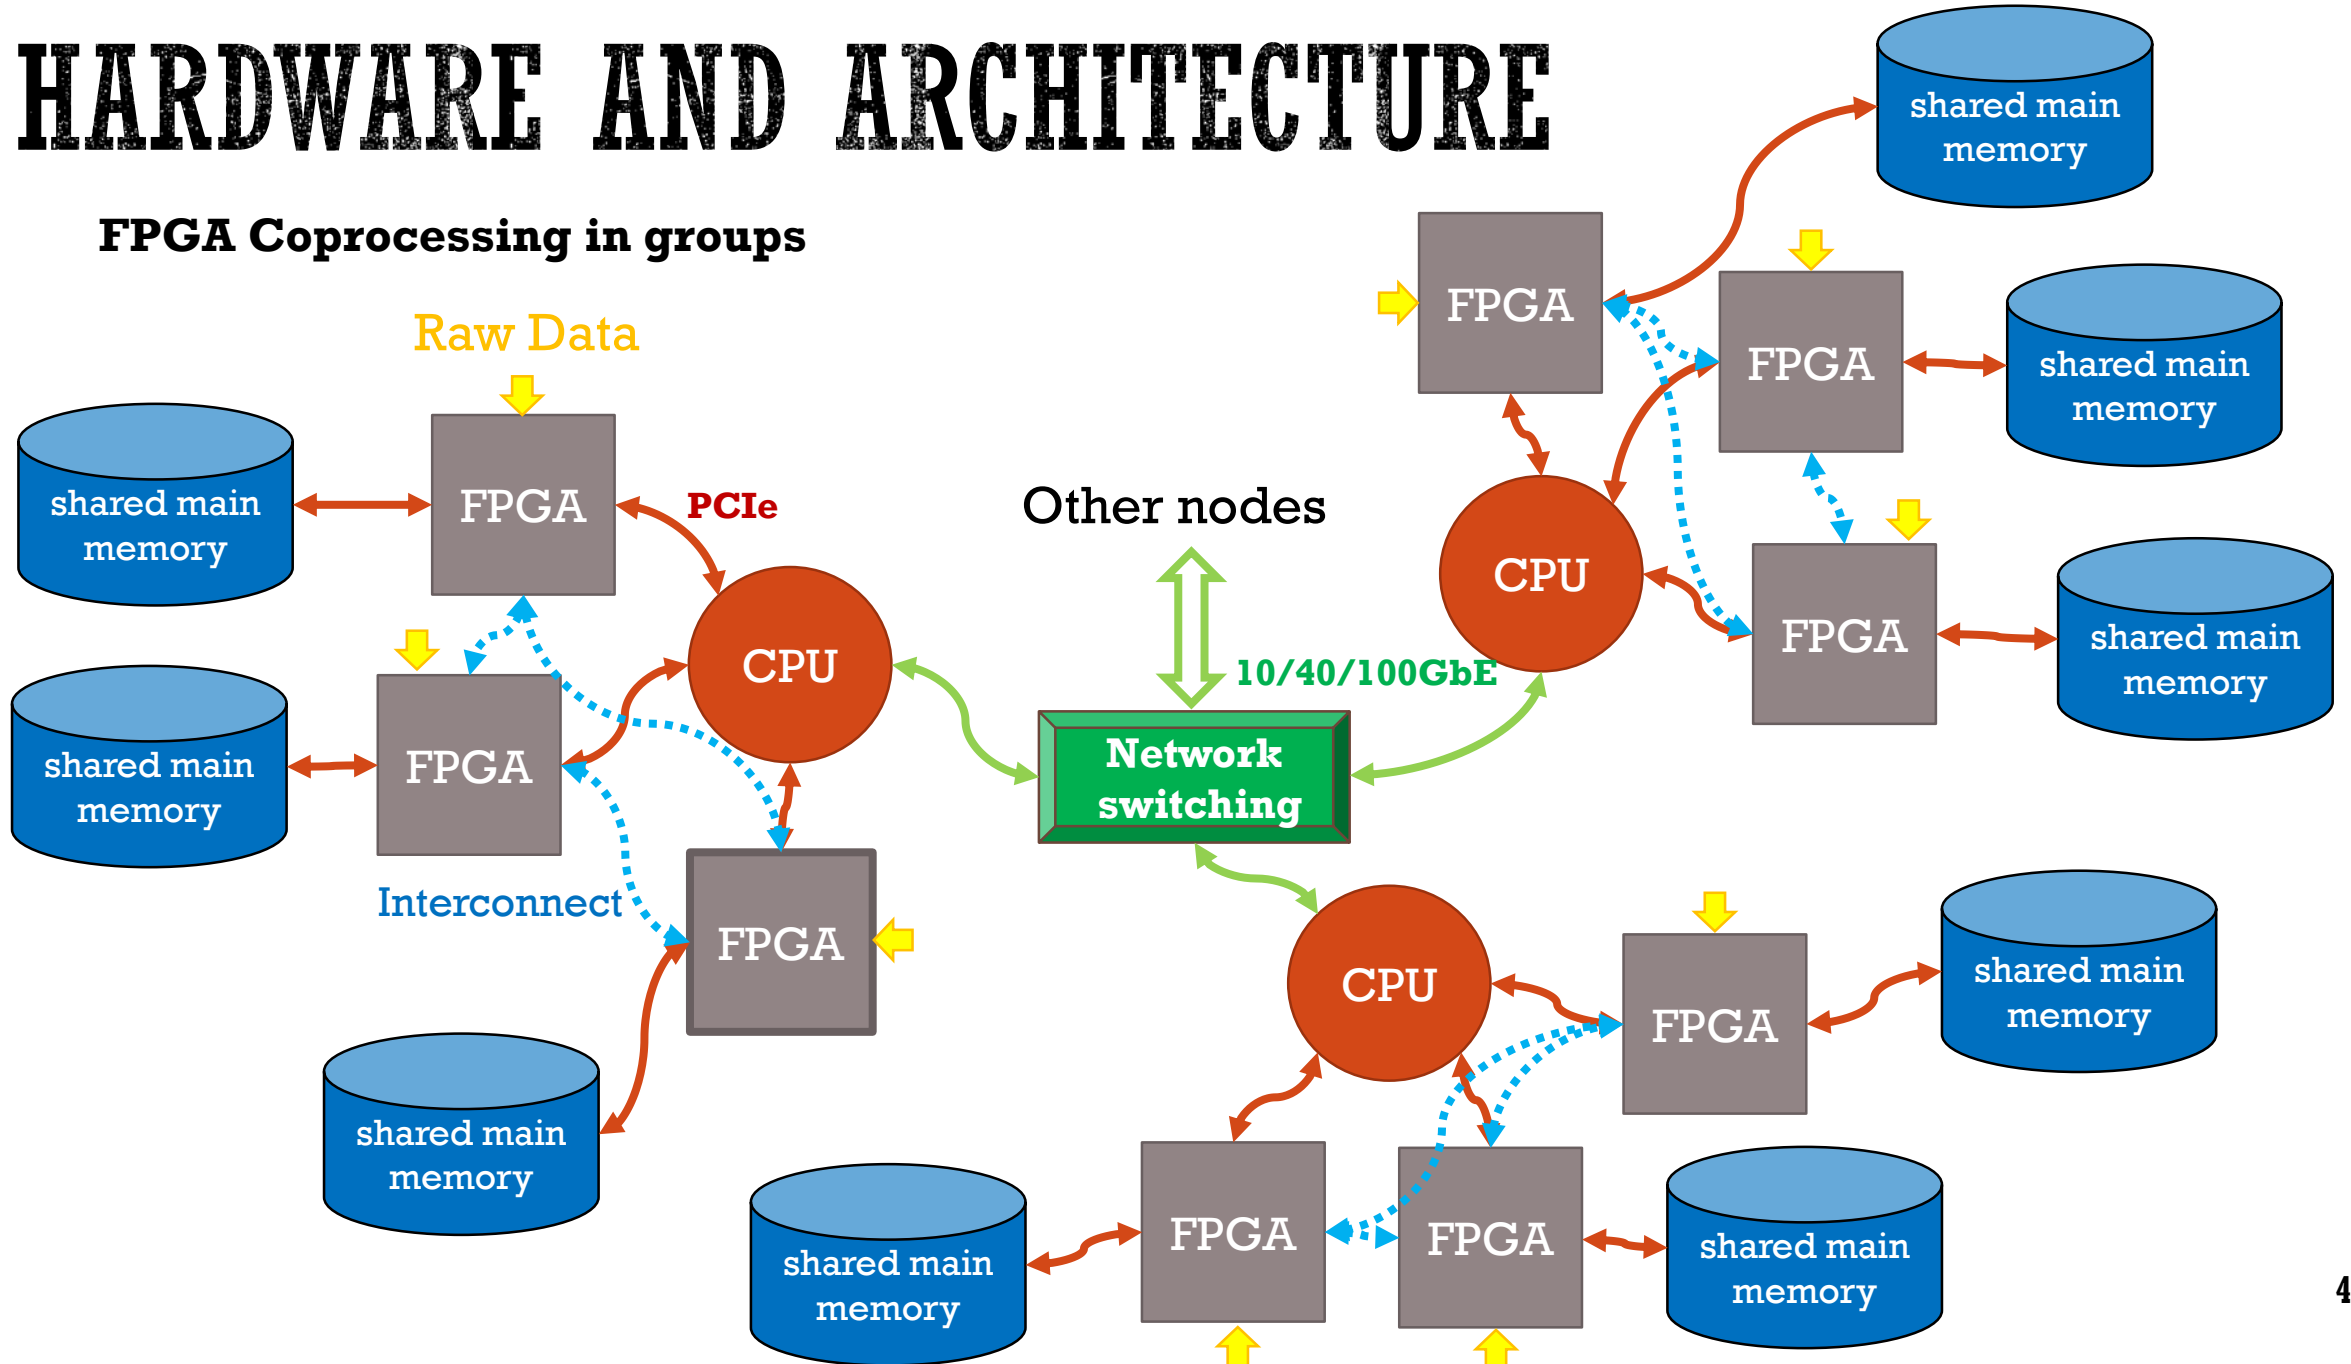 HARDWARE AND ARCHITECTURE
FPGA Coprocessing in groups
Raw Data
shared main
memory
FPGA
PCIe
CPU
shared main
memory
FPGA
Interconnect
FPGA
shared main
memory
Other nodes
10/40/100GbE
Network
switching
shared main
memory
FPGA
FPGA
shared main
memory
CPU
FPGA
shared main
memory
CPU
FPGA
shared main
memory
shared main
memory
FPGA
FPGA
shared main
memory
4